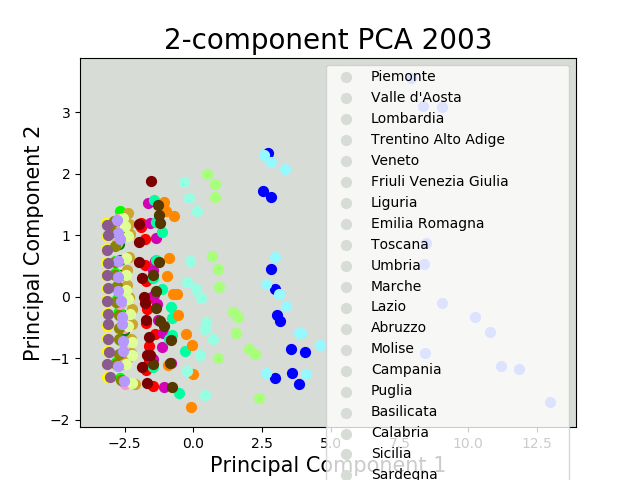 2-component PCA 2003
Principal Component 2
3
2
1
0
−1
−2
−2.5
0.0
2.5
5.0
7.5
10.0
12.5
Principal Component 1
Piemonte
Valle d'Aosta
Lombardia
Trentino Alto Adige
Veneto
Friuli Venezia Giulia
Liguria
Emilia Romagna
Toscana
Umbria
Marche
Lazio
Abruzzo
Molise
Campania
Puglia
Basilicata
Calabria
Sicilia
Sardegna